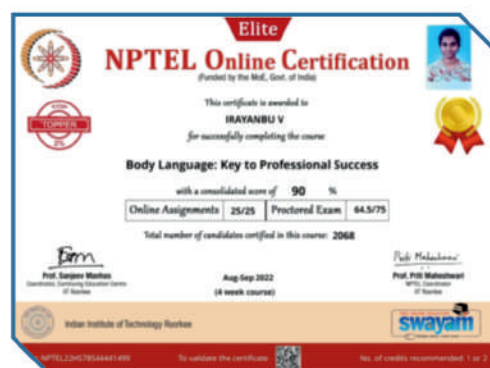 Elite
NPTEL Online Certification
(Funded by the MoE, Govt. of India)
This certificate is awarded to
IRAYANBU V
for successfully completing the course
Body Language: Key to Professional Success
with a consolidated score of 90 %
Online Assignments 25/25 Proctored Exam 64.5/75
Total number of candidates certified in this course: 2068
TOPPER
Prof. Sanjeev Manhas
Coordinator, Continuing Education Centre
IIT Roorkee
Aug-Sep 2022
(4 week course)
Prof. Priti Maheshwari
NPTEL Coordinator
IIT Roorkee
Indian Institute of Technology Roorkee
swayam
To validate the certificate
No. of credits recommended: 1 or 2